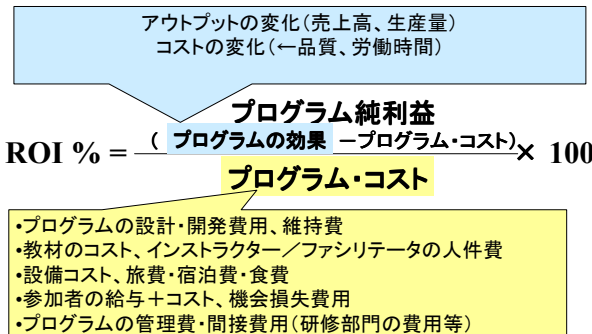 アウトプットの変化(売上高、生産量)
コストの変化(←品質、労働時間)
プログラム純利益
( プログラムの効果 −プログラム・コスト)
ROI % = × 100
プログラム・コスト
•プログラムの設計・開発費用、維持費
•教材のコスト、インストラクター/ファシリテータの人件費
•設備コスト、旅費・宿泊費・食費
•参加者の給与+コスト、機会損失費用
•プログラムの管理費・間接費用(研修部門の費用等)